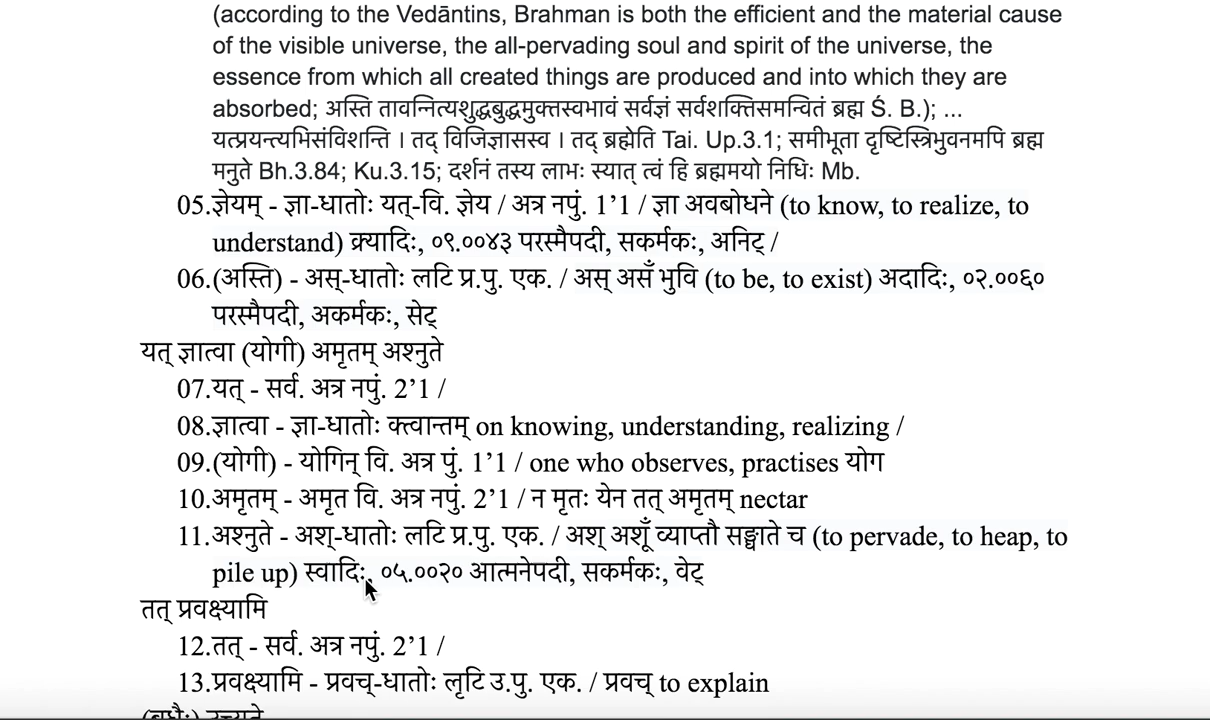 (according to the Vedāntins, Brahman is both the efficient and the material cause
of the visible universe, the all-pervading soul and spirit of the universe, the
essence from which all created things are produced and into which they are
absorbed; अस्ति तावन्नित्यशुद्धबुद्धमुक्तस्वभावं सर्वज्ञं सर्वशक्तिसमन्वितं ब्रह्म Ś. B.); ...
यत्प्रयन्त्यभिसंविशन्ति । तद् विजिज्ञासस्व । तद् ब्रह्मेति Tai. Up.3.1; समीभूता दृष्टिस्त्रिभुवनमपि ब्रह्म
मनुते Bh.3.84; Ku.3.15; दर्शनं तस्य लाभः स्यात् त्वं हि ब्रह्ममयो निधिः Mb.
05.ज्ञेयम् - ज्ञा-धातोः यत्-वि. ज्ञेय / अत्र नपुं. 1’1 / ज्ञा अवबोधने (to know, to realize, to
understand) क्र्यादिः, ०९.००४३ परस्मैपदी, सकर्मकः, अनिट् /
06.(अस्ति) - अस्-धातोः लटि प्र.पु. एक. / अस् असँ भुवि (to be, to exist) अदादिः, ०२.००६०
परस्मैपदी, अकर्मकः, सेट्
यत् ज्ञात्वा (योगी) अमृतम् अश्नुते
07.यत् - सर्व. अत्र नपुं. 2’1 /
08.ज्ञात्वा - ज्ञा-धातोः क्त्वान्तम् on knowing, understanding, realizing /
09.(योगी) - योगिन् वि. अत्र पुं. 1’1 / one who observes, practises योग
10.अमृतम् - अमृत वि. अत्र नपुं. 2’1 / न मृतः येन तत् अमृतम् nectar
11.अश्नुते - अश्-धातोः लटि प्र.पु. एक. / अश् अशूँ व्याप्तौ सङ्घाते च (to pervade, to heap, to
pile up) स्वादिः, ०५.००२० आत्मनेपदी, सकर्मकः, वेट्
तत् प्रवक्ष्यामि
12.तत् - सर्व. अत्र नपुं. 2’1 /
13.प्रवक्ष्यामि - प्रवच्-धातोः लृटि उ.पु. एक. / प्रवच् to explain